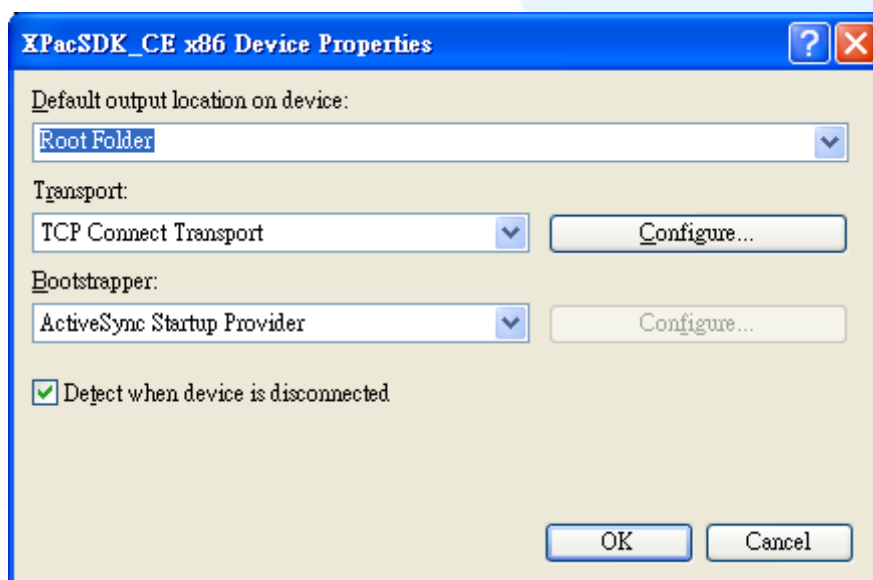 XPacSDK_CE x86 Device Properties
Default output location on device:
Root Folder
Transport:
TCP Connect Transport
Configure...
Bootstrapper:
ActiveSync Startup Provider
Configure...
Detect when device is disconnected
OK
Cancel